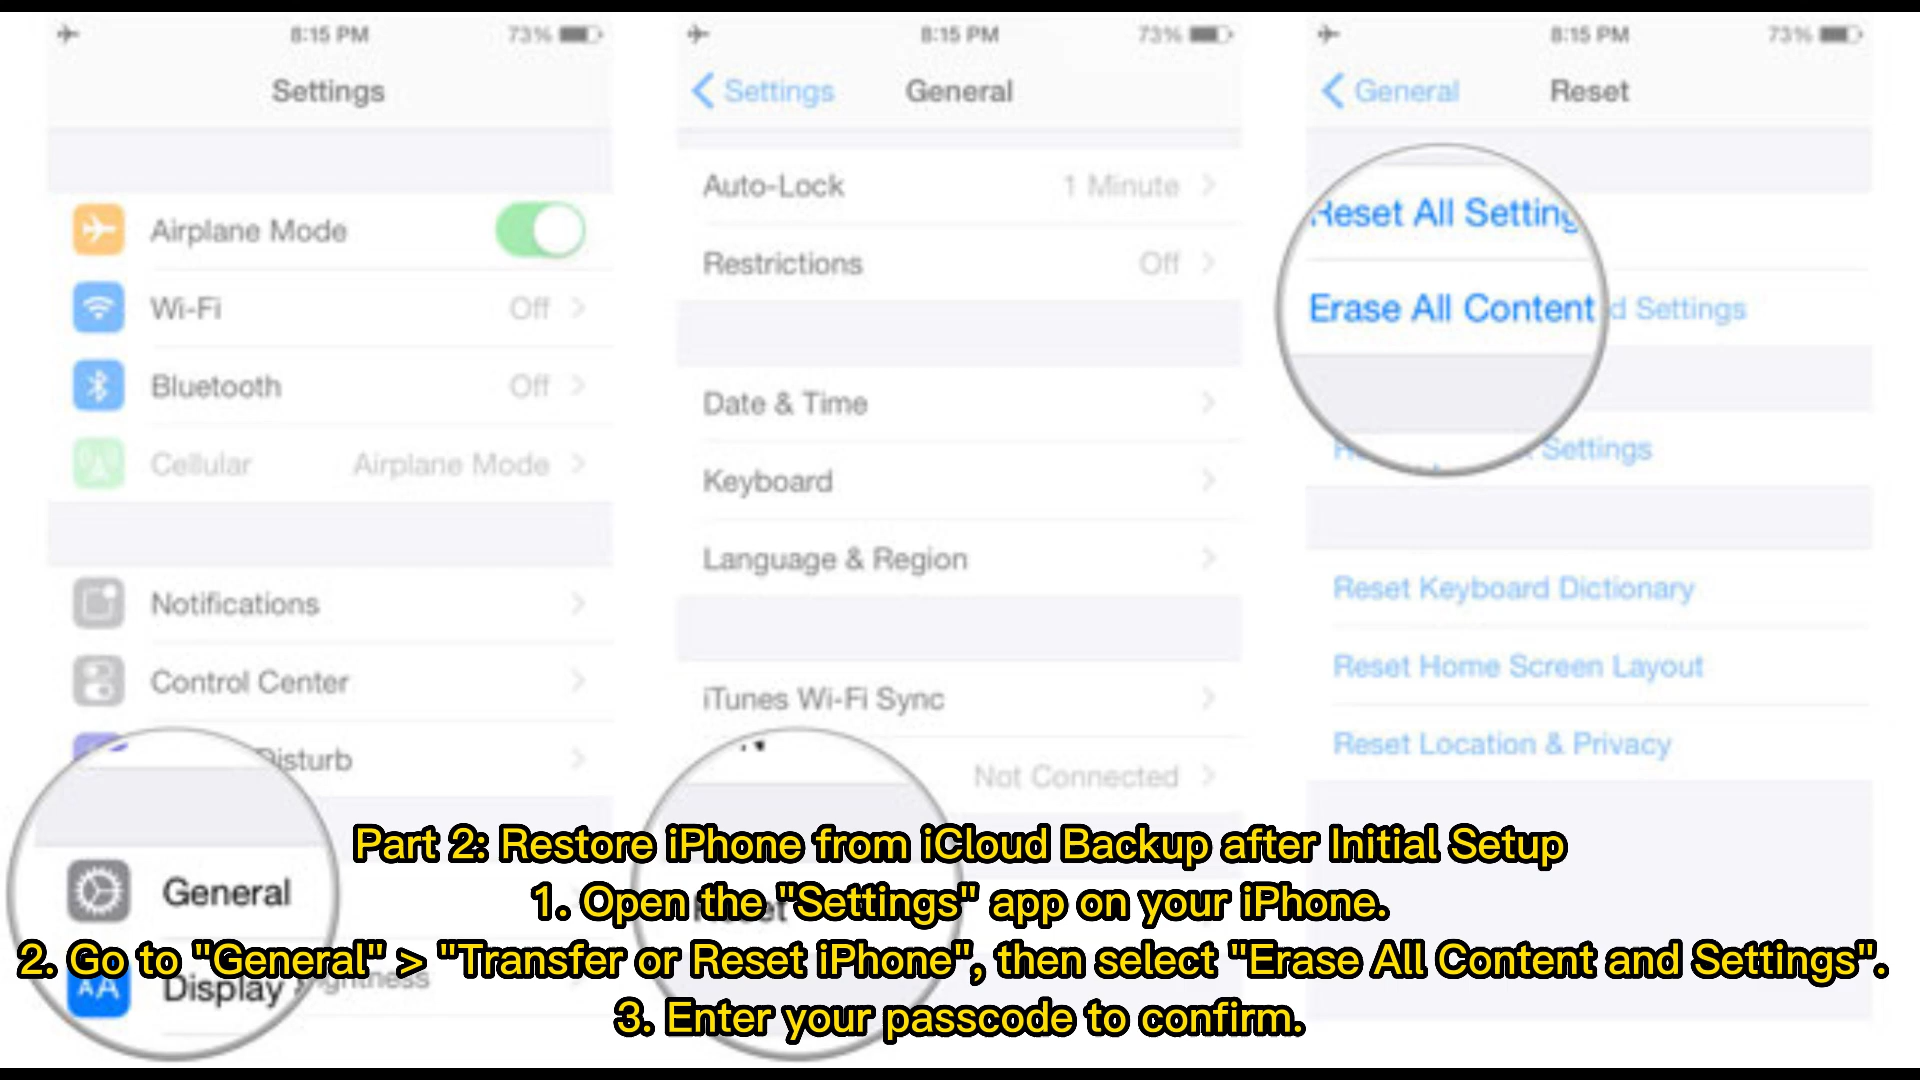 8:15 PM 73%
Settings
Airplane Mode
Wi-Fi Off
Bluetooth Off
Cellular Airplane Mode
Notifications
Control Center
Disturb
General
Display
8:15 PM 73%
Settings General
Auto-Lock 1 Minute
Restrictions Off
Date & Time
Keyboard
Language & Region
iTunes Wi-Fi Sync
Not Connected
8:15 PM 73%
General Reset
Reset All Setting
Erase All Content d Settings
Settings
Reset Keyboard Dictionary
Reset Home Screen Layout
Reset Location & Privacy
Part 2: Restore iPhone from iCloud Backup after Initial Setup
1. Open the "Settings" app on your iPhone.
2. Go to "General" > "Transfer or Reset iPhone", then select "Erase All Content and Settings".
3. Enter your passcode to confirm.